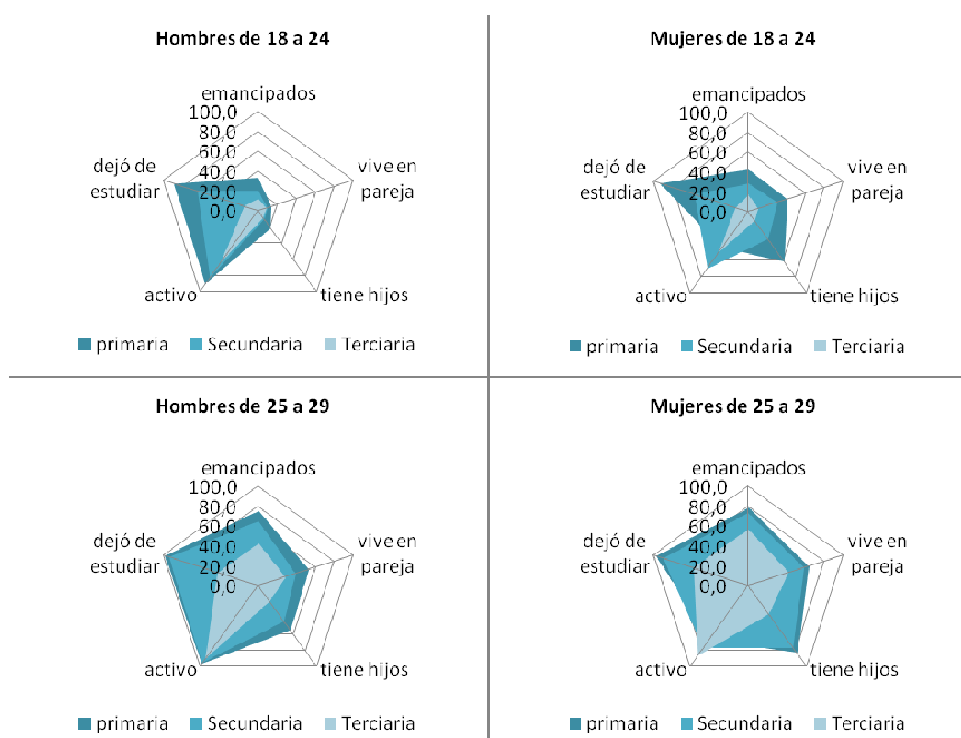 Hombres de 18 a 24
emancipados
100,0
80,0
60,0
40,0
20,0
0,0
vive en
pareja
tiene hijos
activo
dejó de
estudiar
primaria Secundaria Terciaria
Mujeres de 18 a 24
emancipados
100,0
80,0
60,0
40,0
20,0
0,0
vive en
pareja
tiene hijos
activo
dejó de
estudiar
primaria Secundaria Terciaria
Hombres de 25 a 29
emancipados
100,0
80,0
60,0
40,0
20,0
0,0
vive en
pareja
tiene hijos
activo
dejó de
estudiar
primaria Secundaria Terciaria
Mujeres de 25 a 29
emancipados
100,0
80,0
60,0
40,0
20,0
0,0
vive en
pareja
tiene hijos
activo
dejó de
estudiar
primaria Secundaria Terciaria